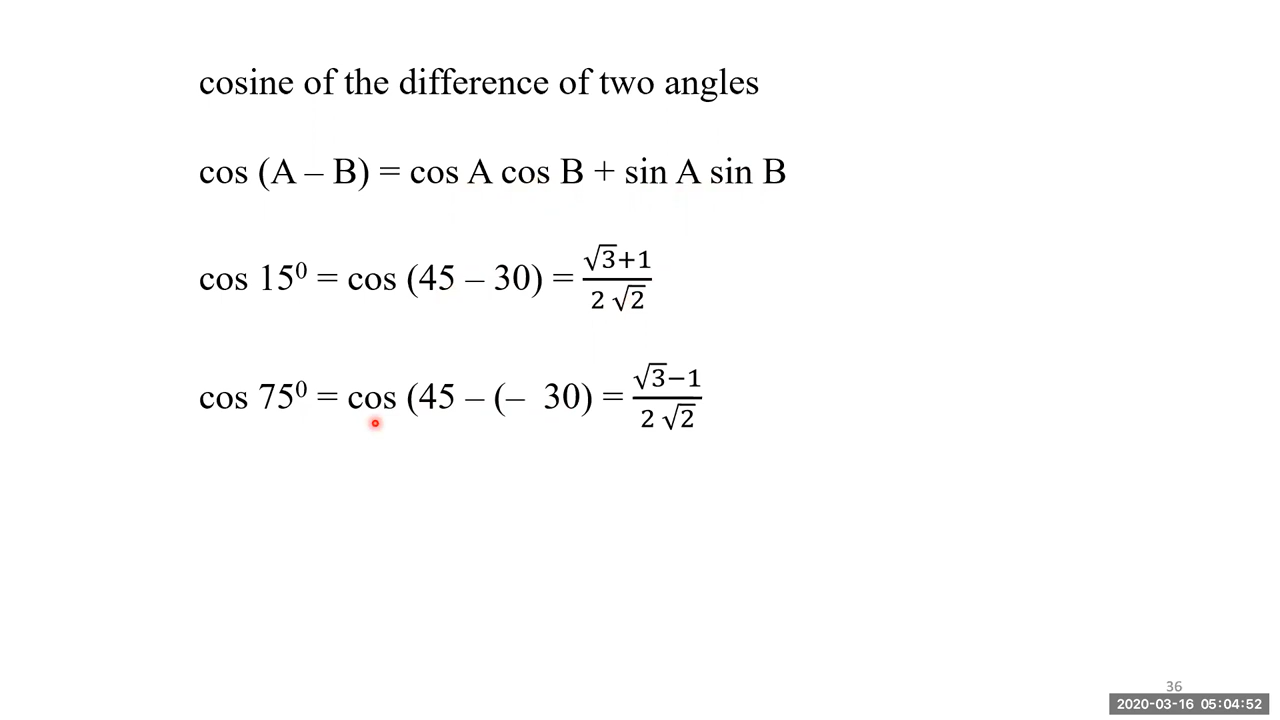 cosine of the difference of two angles
cos (A – B) = cos A cos B + sin A sin B
cos 15⁰ = cos (45 – 30) = (√3+1)/(2 √2)
cos 75⁰ = cos (45 – (– 30) = (√3−1)/(2 √2)
36
2020-03-16 05:04:52